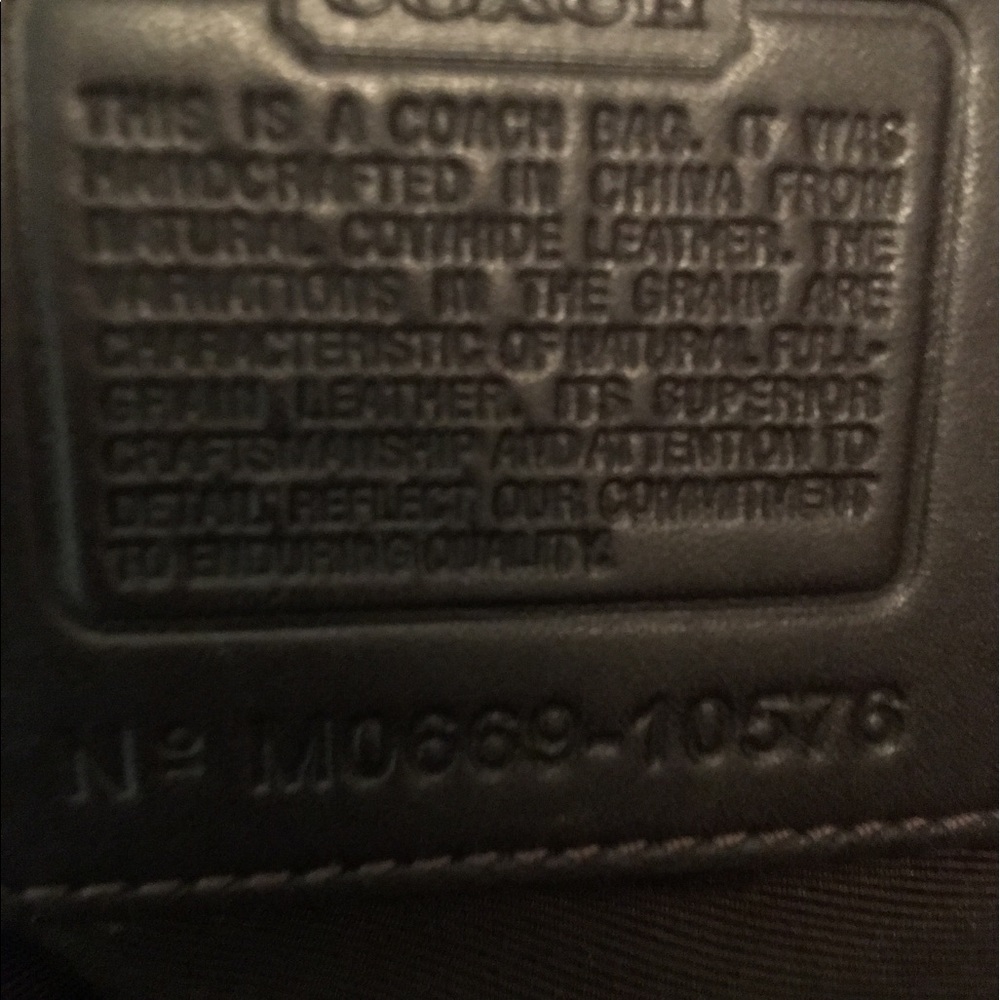 COACH
THIS IS A COACH BAG. IT WAS
HANDCRAFTED IN CHINA FROM
NATURAL COWHIDE LEATHER. THE
VARIATIONS IN THE GRAIN ARE
CHARACTERISTIC OF NATURAL FULL-
GRAIN LEATHER. ITS SUPERIOR
CRAFTSMANSHIP AND ATTENTION TO
DETAIL REFLECT OUR COMMITMENT
TO ENDURING QUALITY.
Nº M0669-10576